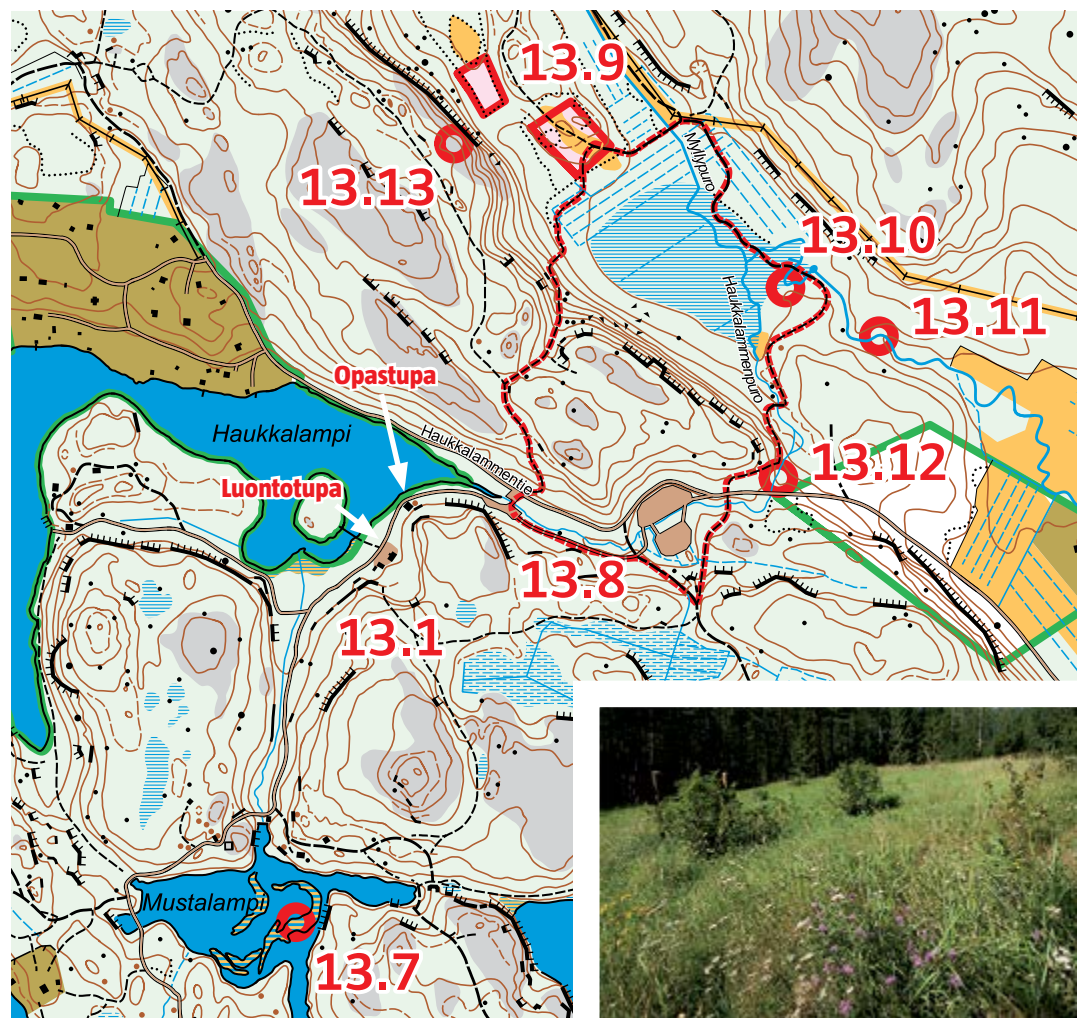 13.9
Myllypuro
13.13
13.10
Haukkalammenpuro
13.11
Opastupa
Haukkalampi
Haukkalammentie
13.12
Luontotupa
13.8
13.1
Mustalampi
13.7